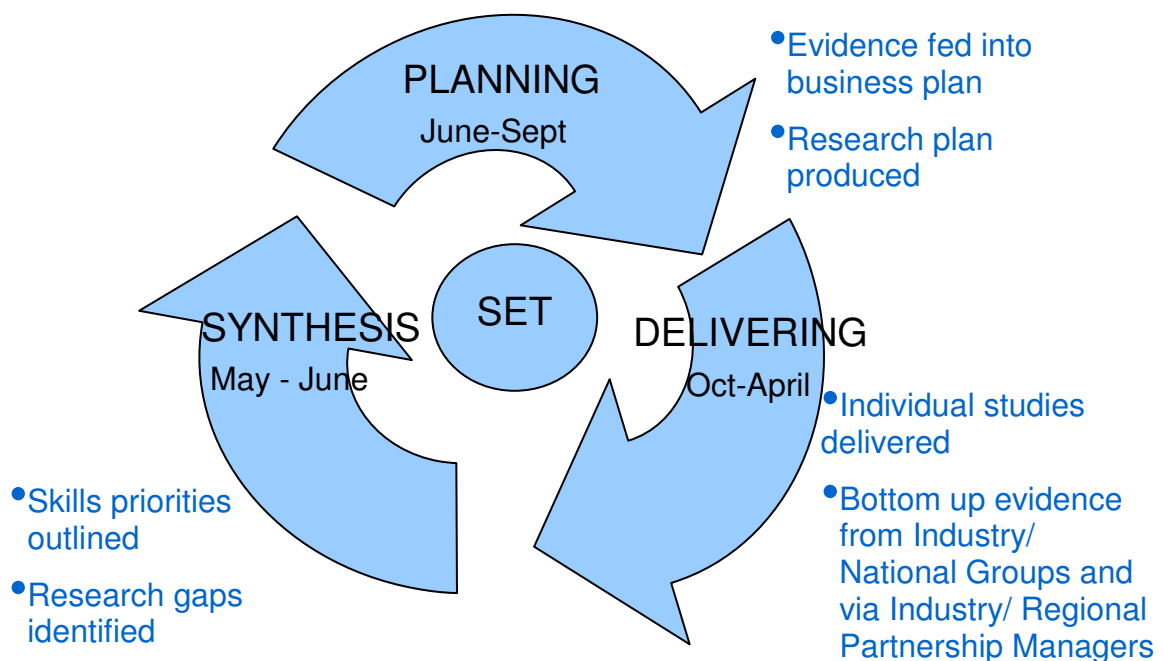 PLANNING
June-Sept
•Evidence fed into
business plan
•Research plan
produced
SET
SYNTHESIS
May - June
DELIVERING
Oct-April
•Individual studies
delivered
•Bottom up evidence
from Industry/
National Groups and
via Industry/ Regional
Partnership Managers
•Skills priorities
outlined
•Research gaps
identified